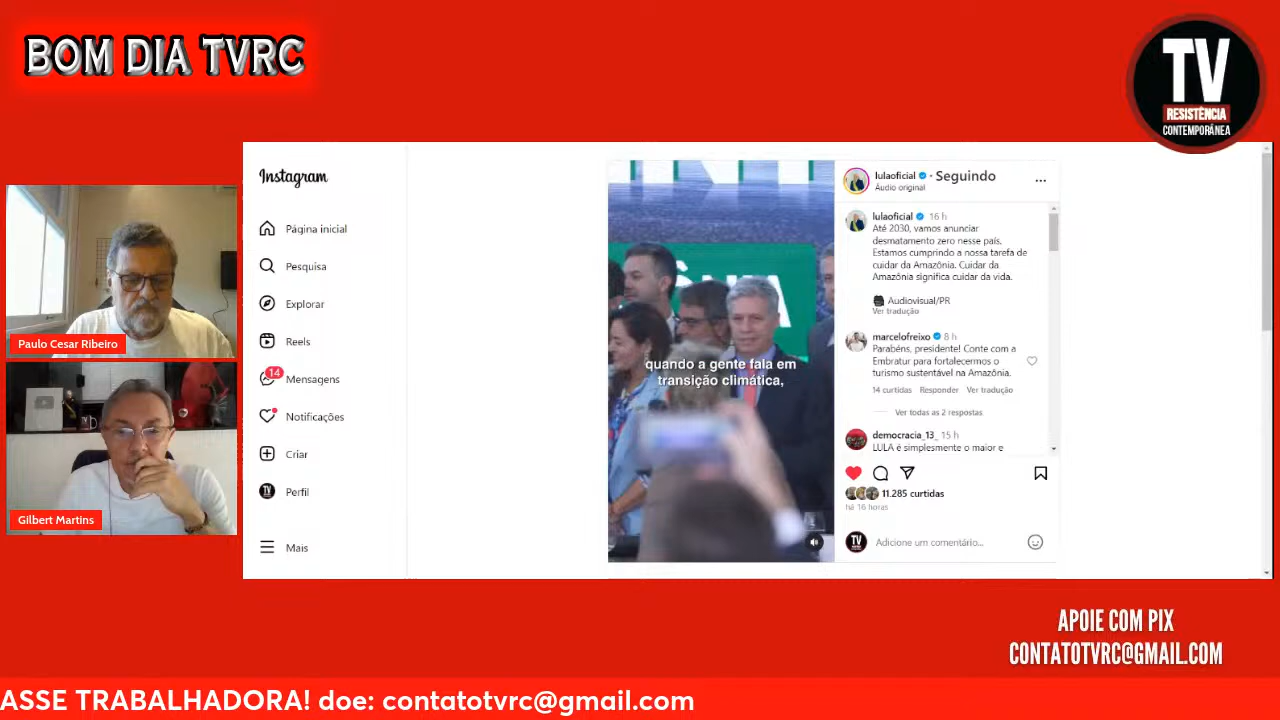 BOM DIA TVRC
TV
RESISTÊNCIA
CONTEMPORÂNEA
Paulo Cesar Ribeiro
Gilbert Martins
Instagram
Página inicial
Pesquisa
Explorar
Reels
14
Mensagens
Notificações
Criar
Perfil
Mais
quando a gente fala em
transição climática,
lulaoficial • Seguindo
Áudio original
lulaoficial 16 h
Até 2030, vamos anunciar
desmatamento zero nesse país.
Estamos cumprindo a nossa tarefa de
cuidar da Amazônia. Cuidar da
Amazônia significa cuidar da vida.
Audiovisual/PR
Ver tradução
marcelofreixo 8 h
Parabéns, presidente! Conte com a
Embratur para fortalecermos o
turismo sustentável na Amazônia.
14 curtidas Responder Ver tradução
Ver todas as 2 respostas
democracia_13_ 15 h
LULA é simplesmente o maior e
11.285 curtidas
há 16 horas
TV
Adicione um comentário...
APOIE COM PIX
CONTATOTVRC@GMAIL.COM
ASSE TRABALHADORA! doe: contatotvrc@gmail.com